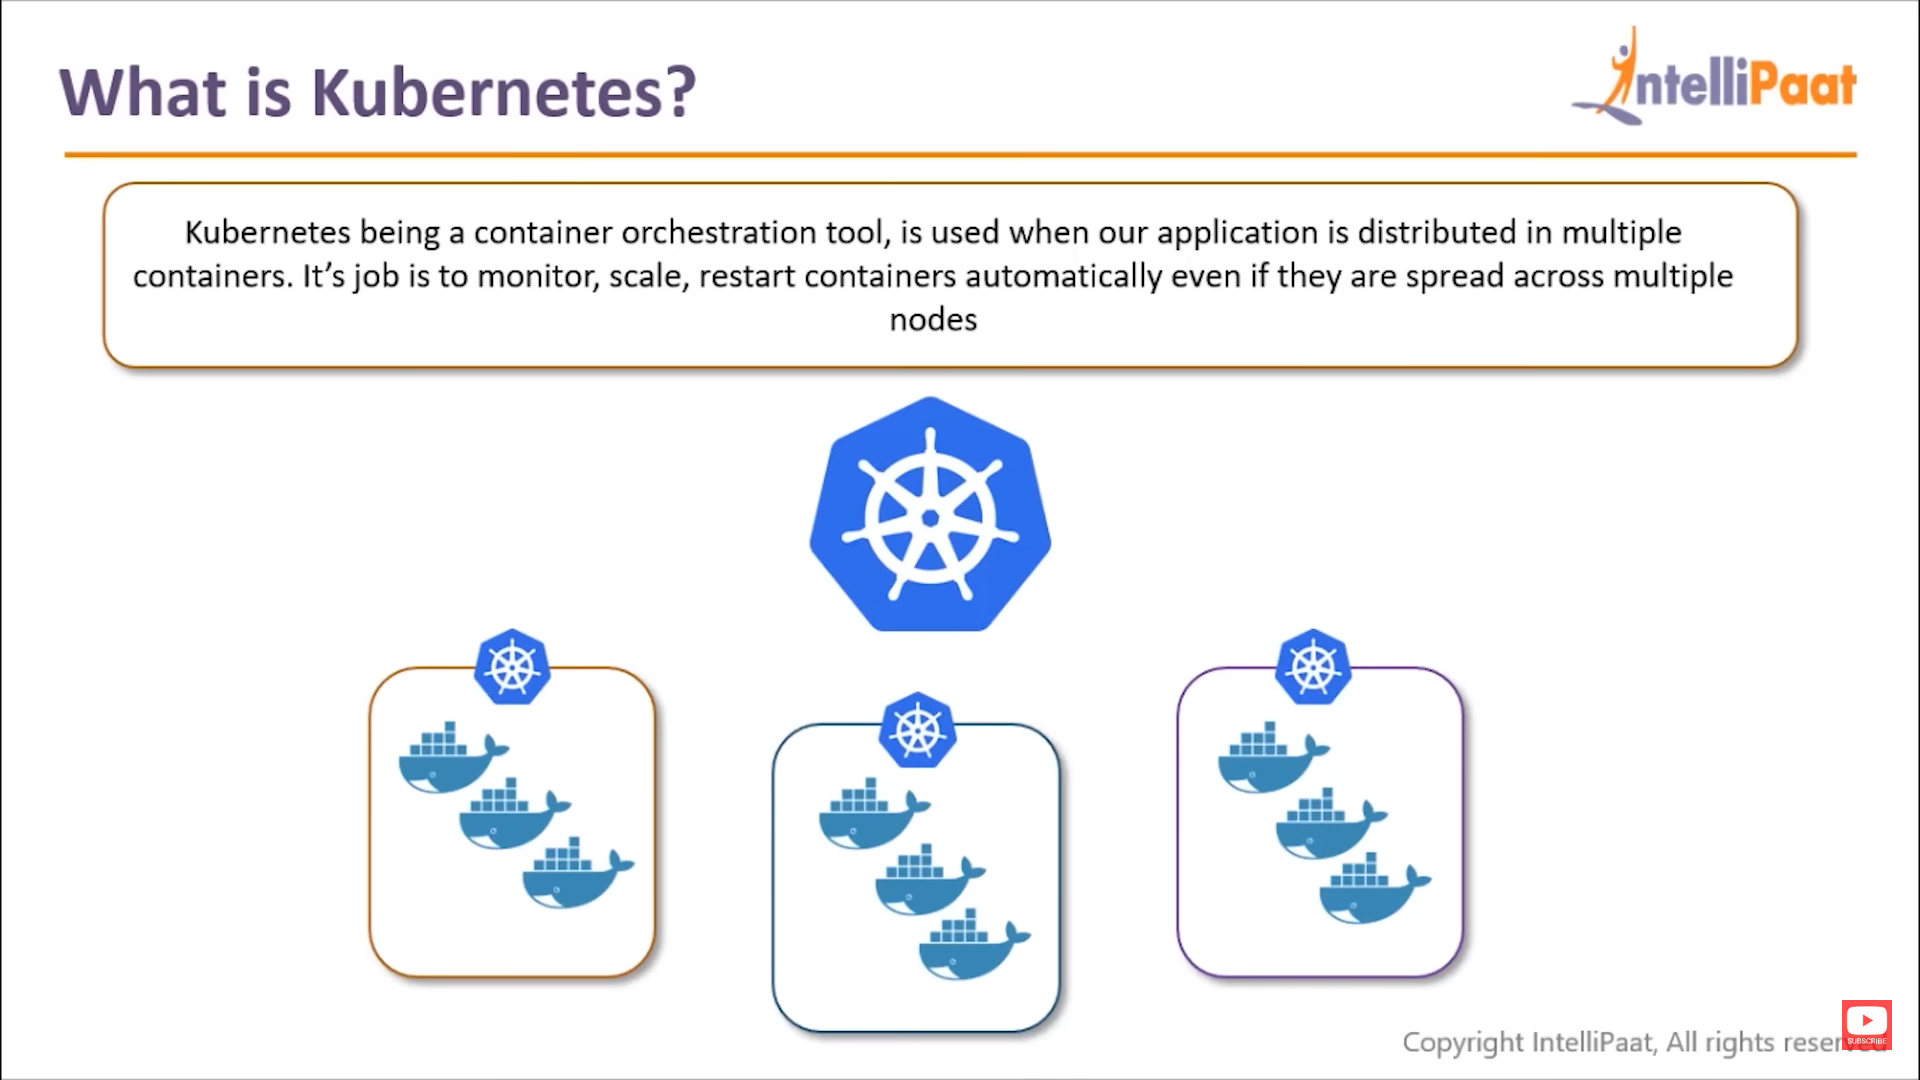 What is Kubernetes?
IntelliPaat
Kubernetes being a container orchestration tool, is used when our application is distributed in multiple
containers. It’s job is to monitor, scale, restart containers automatically even if they are spread across multiple
nodes
Copyright IntelliPaat, All rights reserved
SUBSCRIBE